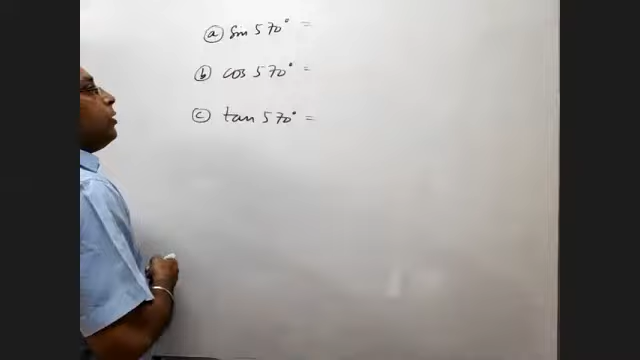 ⓐ sin 570° =
ⓑ cos 570° =
ⓒ tan 570° =